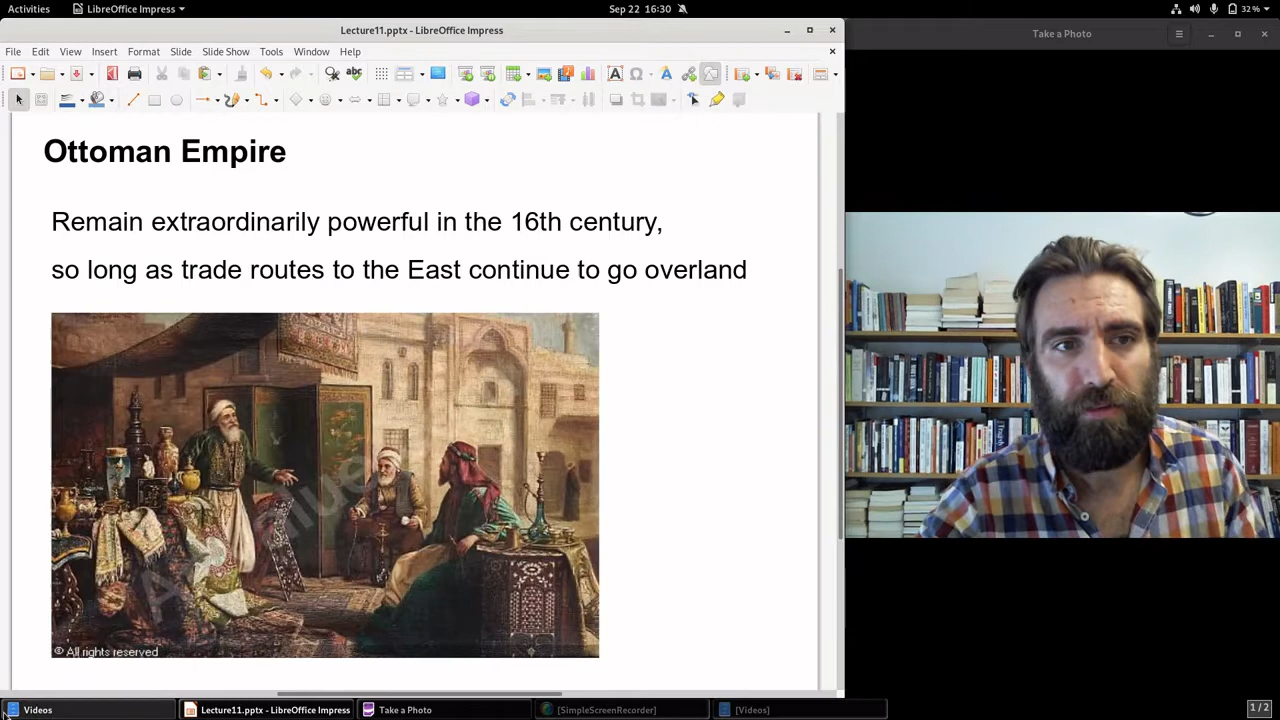 Activities
LibreOffice Impress
Sep 22 16:30
32%
Lecture11.pptx - LibreOffice Impress
Take a Photo
File Edit View Insert Format Slide Slide Show Tools Window Help
Ottoman Empire
Remain extraordinarily powerful in the 16th century,
so long as trade routes to the East continue to go overland
© All rights reserved
Videos
Lecture11.pptx - LibreOffice Impress
Take a Photo
[SimpleScreenRecorder]
[Videos]
1 / 2